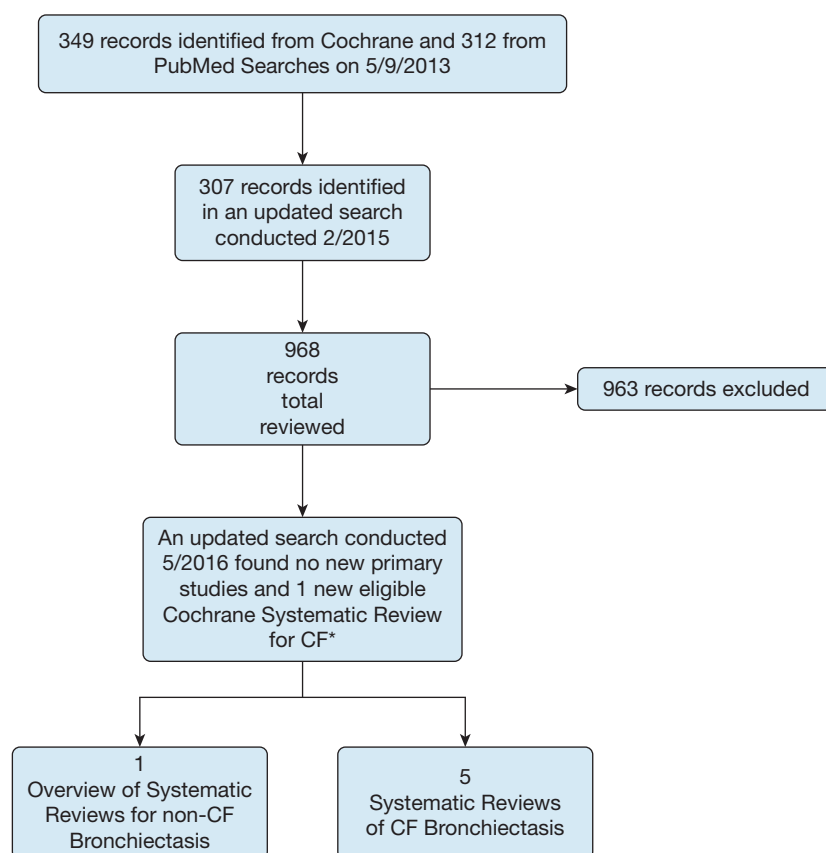 349 records identified from Cochrane and 312 from
PubMed Searches on 5/9/2013
307 records identified
in an updated search
conducted 2/2015
968
records
total
reviewed
963 records excluded
An updated search conducted
5/2016 found no new primary
studies and 1 new eligible
Cochrane Systematic Review
for CF*
1
Overview of Systematic
Reviews for non-CF
Bronchiectasis
5
Systematic Reviews
of CF Bronchiectasis